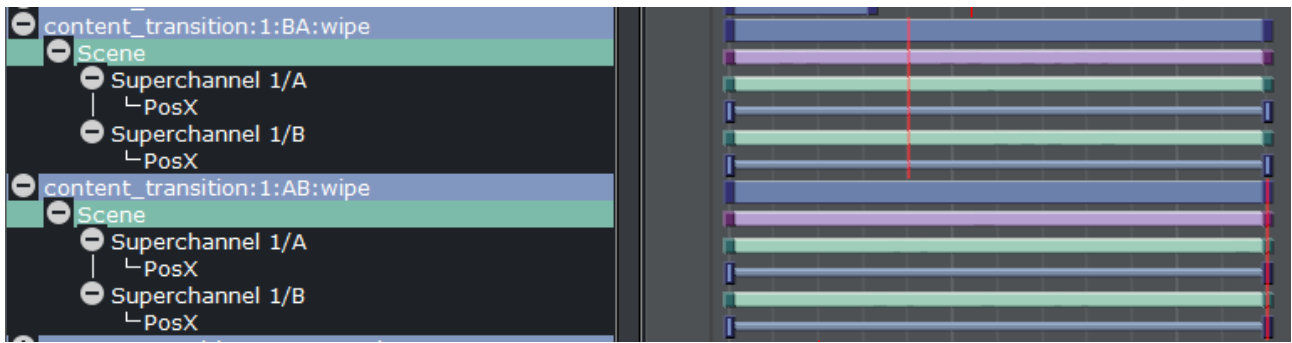 content_transition:1:BA:wipe
Scene
Superchannel 1/A
PosX
Superchannel 1/B
PosX
content_transition:1:AB:wipe
Scene
Superchannel 1/A
PosX
Superchannel 1/B
PosX